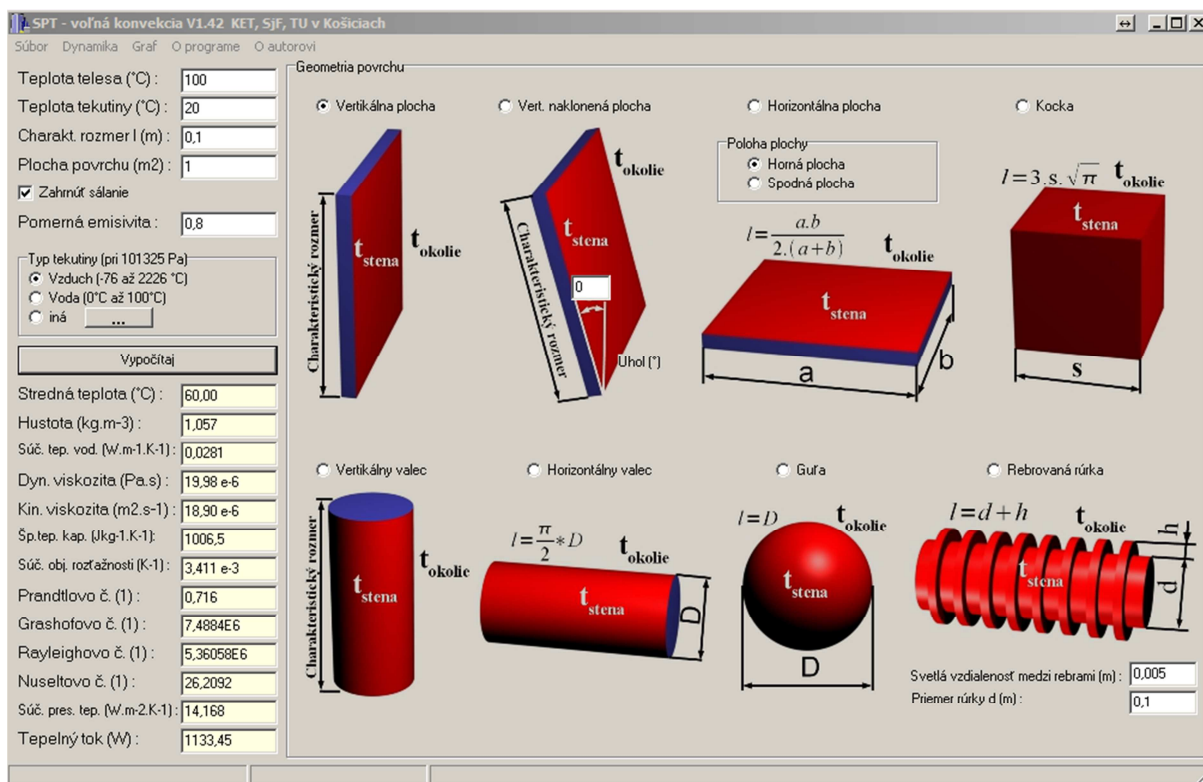 SPT - voľná konvekcia V1.42 KET, SjF, TU v Košiciach
Súbor Dynamika Graf O programe O autorovi
Teplota telesa (°C) : 100
Teplota tekutiny (°C) : 20
Charakt. rozmer l (m) : 0,1
Plocha povrchu (m2) : 1
Zahrnúť sálanie
Pomerná emisivita : 0,8
Typ tekutiny (pri 101325 Pa)
Vzduch (-76 až 2226 °C)
Voda (0°C až 100°C)
iná ...
Vypočítaj
Stredná teplota (°C) : 60,00
Hustota (kg.m-3) : 1,057
Súč. tep. vod. (W.m-1.K-1) : 0,0281
Dyn. viskozita (Pa.s) : 19,98 e-6
Kin. viskozita (m2.s-1) : 18,90 e-6
Šp.tep. kap. (Jkg-1.K-1): 1006,5
Súč. obj. rozťažnosti (K-1) : 3,411 e-3
Prandtlovo č. (1) : 0,716
Grashofovo č. (1) : 7,4884E6
Rayleighovo č. (1) : 5,36058E6
Nuseltovo č. (1) : 26,2092
Súč. pres. tep. (W.m-2.K-1) : 14,168
Tepelný tok (W) : 1133,45
Geometria povrchu
Vertikálna plocha
Charakteristický rozmer
t stena
t okolie
Vert. naklonená plocha
Charakteristický rozmer
t stena
0
Uhol (°)
Horizontálna plocha
Poloha plochy
Horná plocha
Spodná plocha
l = a.b / 2.(a+b)
t okolie
t stena
a
b
Kocka
l = 3.s.√π
t okolie
t stena
s
Vertikálny valec
Charakteristický rozmer
t stena
t okolie
Horizontálny valec
l = π/2 * D
t okolie
t stena
D
Guľa
l = D
t okolie
t stena
D
Rebrovaná rúrka
l = d + h
t okolie
t stena
h
d
Svetlá vzdialenosť medzi rebrami (m) : 0,005
Priemer rúrky d (m) : 0,1